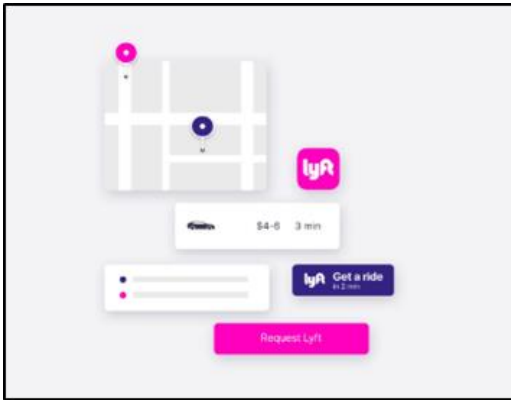 lyft
$4-6 3 min
lyft Get a ride
in 2 min
Request Lyft